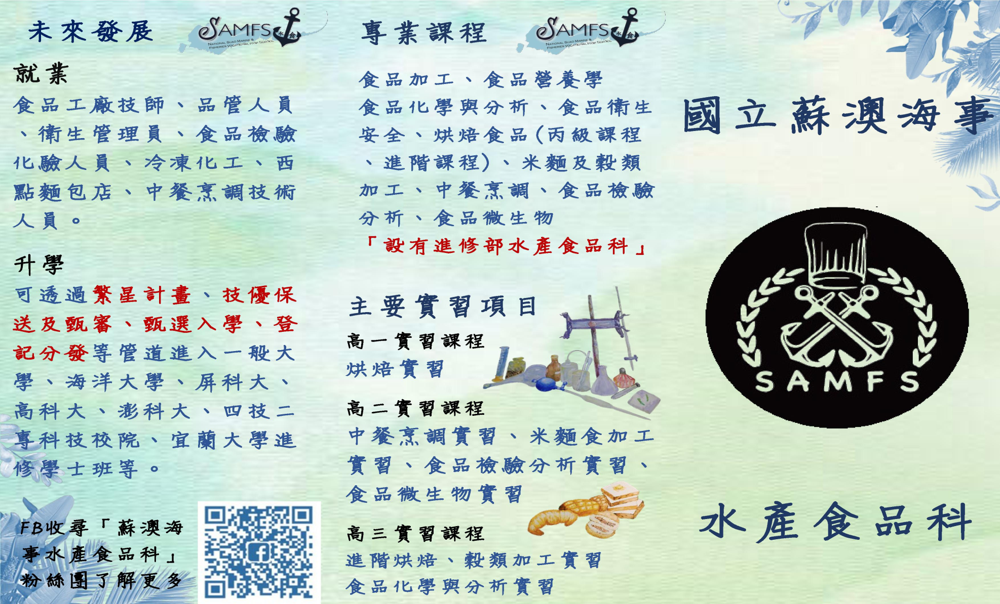 未來發展
SAMFS
水食
NATIONAL SUAO MARINE &
FISHERIES VOCATIONAL HIGH SCHOOL
就業
食品工廠技師、品管人員
、衛生管理員、食品檢驗
化驗人員、冷凍化工、西
點麵包店、中餐烹調技術
人員。
升學
可透過繁星計畫、技優保
送及甄審、甄選入學、登
記分發等管道進入一般大
學、海洋大學、屏科大、
高科大、澎科大、四技二
專科技校院、宜蘭大學進
修學士班等。
FB收尋「蘇澳海
事水產食品科」
粉絲團了解更多
專業課程
SAMFS
水食
NATIONAL SUAO MARINE &
FISHERIES VOCATIONAL HIGH SCHOOL
食品加工、食品營養學
食品化學與分析、食品衛生
安全、烘焙食品(丙級課程
、進階課程)、米麵及穀類
加工、中餐烹調、食品檢驗
分析、食品微生物
「設有進修部水產食品科」
主要實習項目
高一實習課程
烘焙實習
高二實習課程
中餐烹調實習、米麵食加工
實習、食品檢驗分析實習、
食品微生物實習
高三實習課程
進階烘焙、穀類加工實習
食品化學與分析實習
國立蘇澳海事
SAMFS
水產食品科